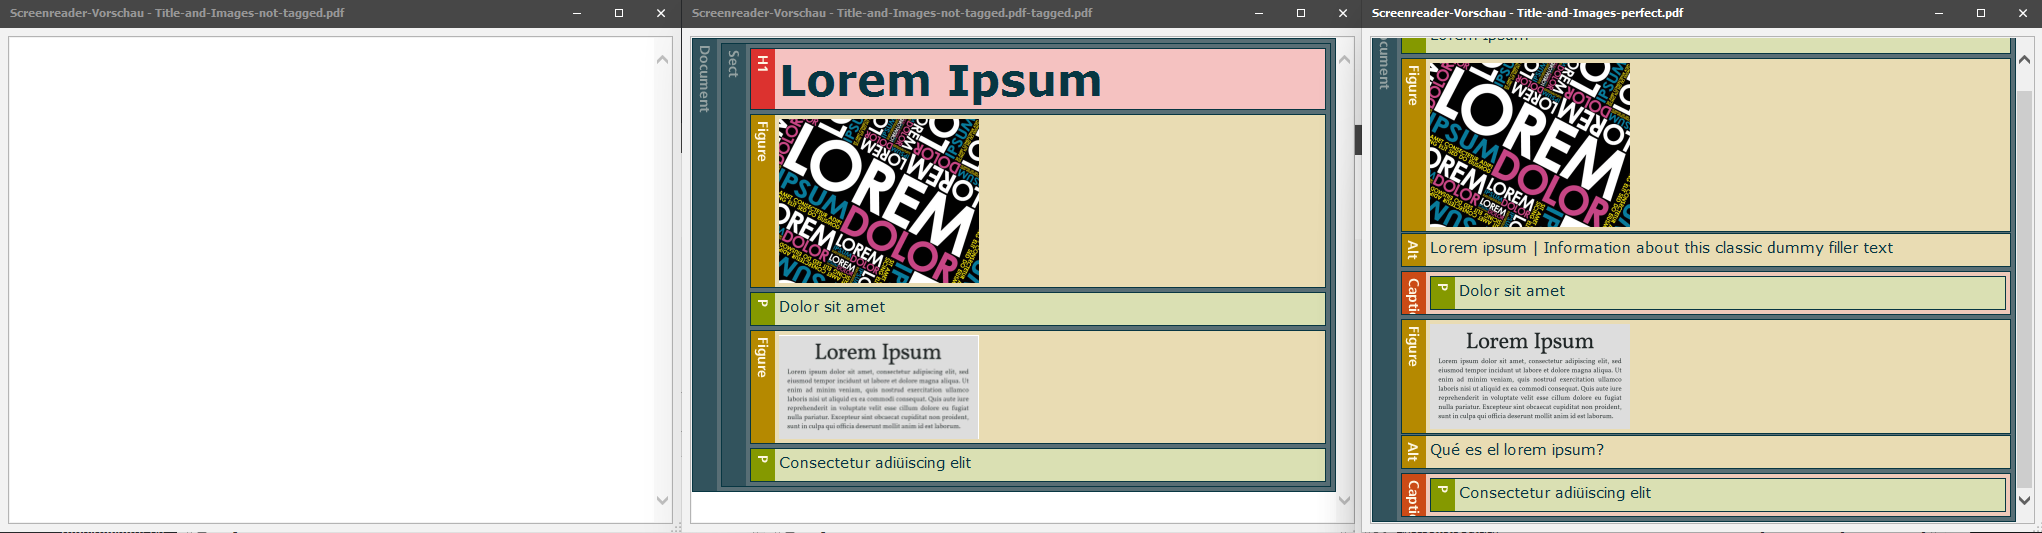 Screenreader-Vorschau - Title-and-Images-not-tagged.pdf
Screenreader-Vorschau - Title-and-Images-not-tagged.pdf-tagged.pdf
Document
Sect
H1
Lorem Ipsum
Figure
LOREM
IPSUM DOLOR
LOREM
P
Dolor sit amet
Figure
Lorem Ipsum
Lorem ipsum dolor sit amet, consectetur adipiscing elit, sed
eiusmod tempor incidunt ut labore et dolore magna aliqua. Ut
enim ad minim veniam, quis nostrud exercitation ullamco
laboris nisi ut aliquid ex ea commodi consequat. Quis aute iure
reprehenderit in voluptate velit esse cillum dolore eu fugiat
nulla pariatur. Excepteur sint obcaecat cupiditat non proident,
sunt in culpa qui officia deserunt mollit anim id est laborum.
P
Consectetur adiüiscing elit
Screenreader-Vorschau - Title-and-Images-perfect.pdf
cument
Lorem Ipsum
Figure
LOREM
IPSUM DOLOR
LOREM
Alt
Lorem ipsum | Information about this classic dummy filler text
Capti
P
Dolor sit amet
Figure
Lorem Ipsum
Lorem ipsum dolor sit amet, consectetur adipiscing elit, sed
eiusmod tempor incidunt ut labore et dolore magna aliqua. Ut
enim ad minim veniam, quis nostrud exercitation ullamco
laboris nisi ut aliquid ex ea commodi consequat. Quis aute iure
reprehenderit in voluptate velit esse cillum dolore eu fugiat
nulla pariatur. Excepteur sint obcaecat cupiditat non proident,
sunt in culpa qui officia deserunt mollit anim id est laborum.
Alt
Qué es el lorem ipsum?
Capti
P
Consectetur adiüiscing elit